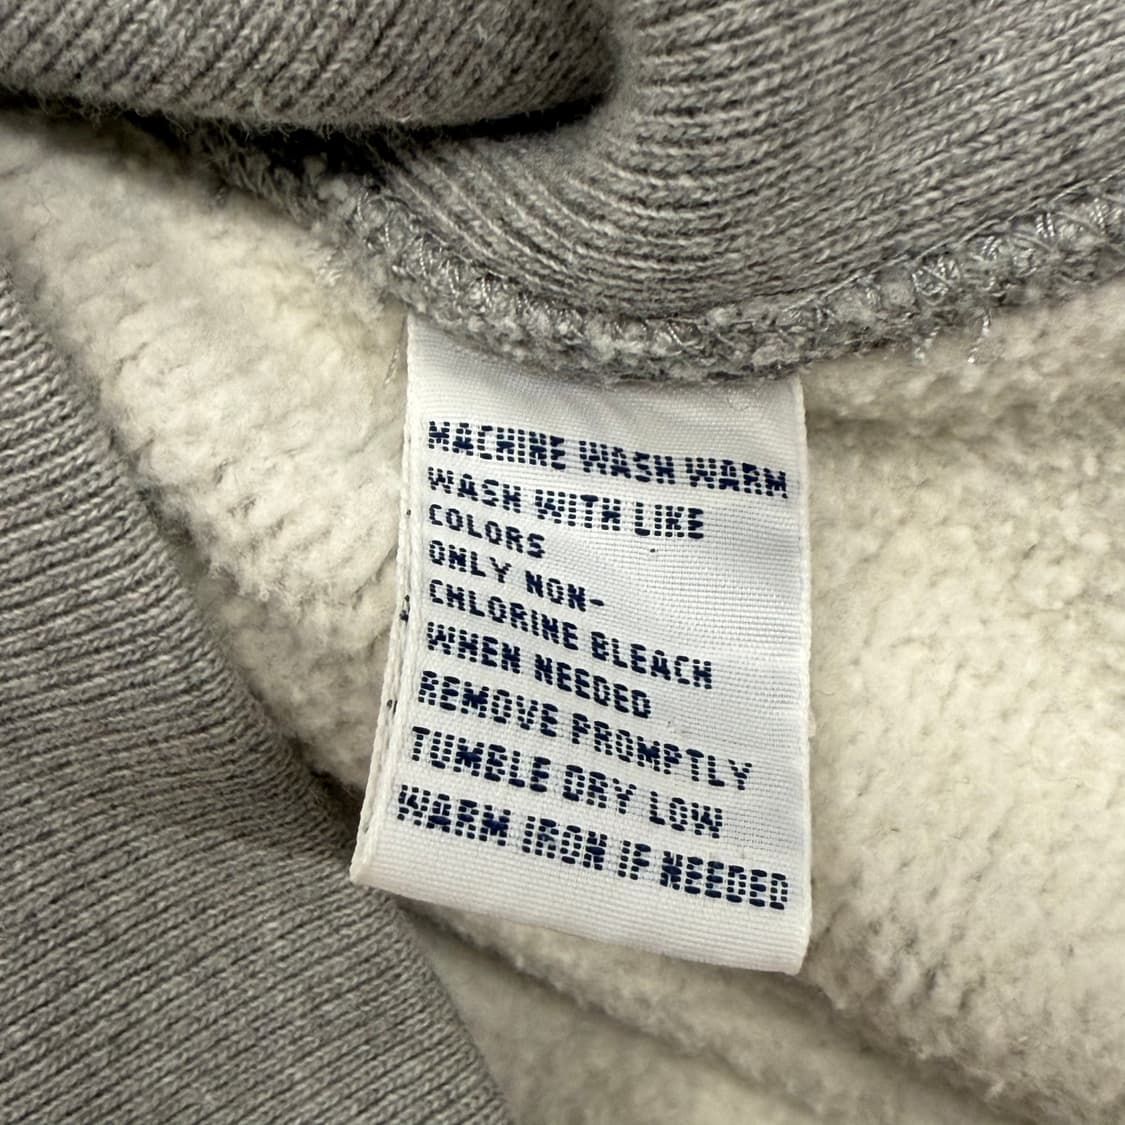 MACHINE WASH WARM
WASH WITH LIKE
COLORS
ONLY NON-
CHLORINE BLEACH
WHEN NEEDED
REMOVE PROMPTLY
TUMBLE DRY LOW
WARM IRON IF NEEDED